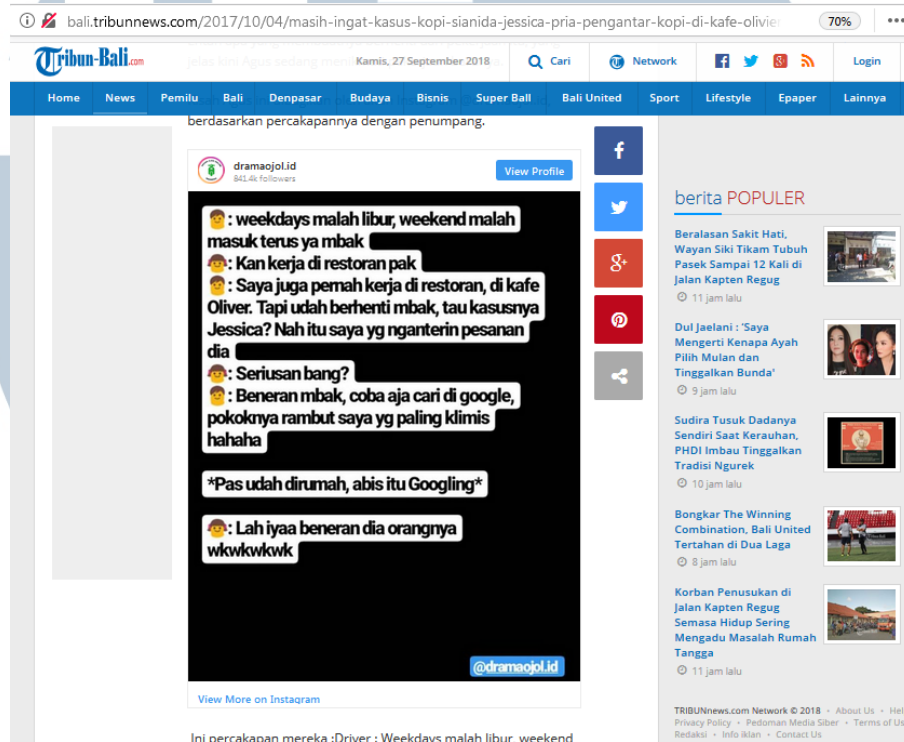 bali.tribunnews.com/2017/10/04/masih-ingat-kasus-kopi-sianida-jessica-pria-pengantar-kopi-di-kafe-olivie
70%
Tribun-Bali.com
Kamis, 27 September 2018
Cari
Network
Login
Home News Pemilu Bali Denpasar Budaya Bisnis Super Ball Bali United Sport Lifestyle Epaper Lainnya
berdasarkan percakapannya dengan penumpang.
dramaojol.id
841.4k followers
View Profile
: weekdays malah libur, weekend malah
masuk terus ya mbak
: Kan kerja di restoran pak
: Saya juga pernah kerja di restoran, di kafe
Oliver. Tapi udah berhenti mbak, tau kasusnya
Jessica? Nah itu saya yg nganterin pesanan
dia
: Seriusan bang?
: Beneran mbak, coba aja cari di google,
pokoknya rambut saya yg paling klimis
hahaha
*Pas udah dirumah, abis itu Googling*
: Lah iyaa beneran dia orangnya
wkwkwkwk
@dramaojol.id
View More on Instagram
Ini percakapan mereka :Driver : Weekdays malah libur, weekend
berita POPULER
Beralasan Sakit Hati,
Wayan Siki Tikam Tubuh
Pasek Sampai 12 Kali di
Jalan Kapten Regug
11 jam lalu
Dul Jaelani : 'Saya
Mengerti Kenapa Ayah
Pilih Mulan dan
Tinggalkan Bunda'
9 jam lalu
Sudira Tusuk Dadanya
Sendiri Saat Kerauhan,
PHDI Imbau Tinggalkan
Tradisi Ngurek
10 jam lalu
Bongkar The Winning
Combination, Bali United
Tertahan di Dua Laga
8 jam lalu
Korban Penusukan di
Jalan Kapten Regug
Semasa Hidup Sering
Mengadu Masalah Rumah
Tangga
11 jam lalu
TRIBUNnews.com Network © 2018 • About Us • Hel
Privacy Policy • Pedoman Media Siber • Terms of Us
Redaksi • Info iklan • Contact Us